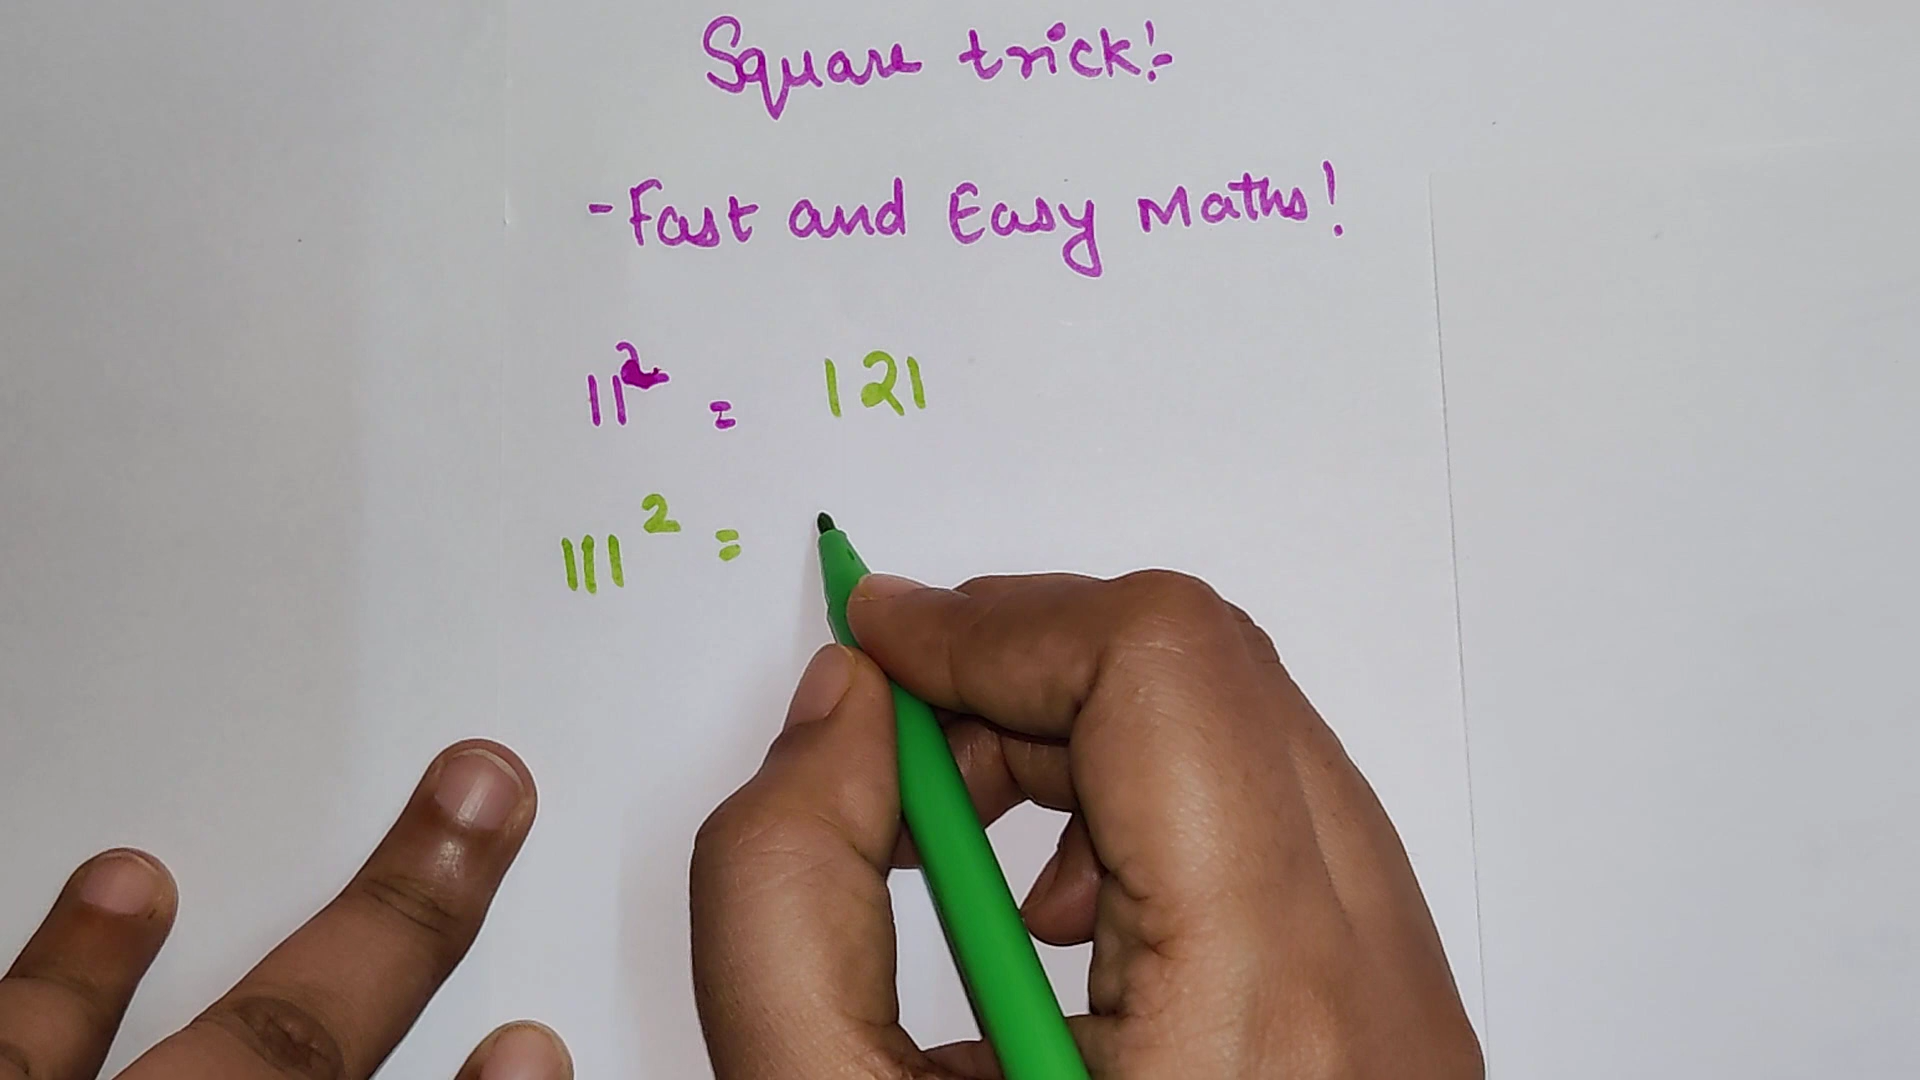 Square trick:-
-Fast and Easy Maths!
11² = 121
111² =